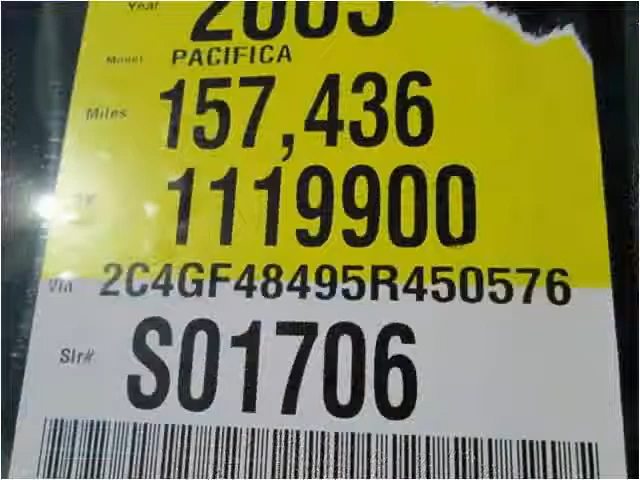 Year 2005
Model PACIFICA
Miles 157,436
1119900
Vin 2C4GF48495R450576
Slr# S01706